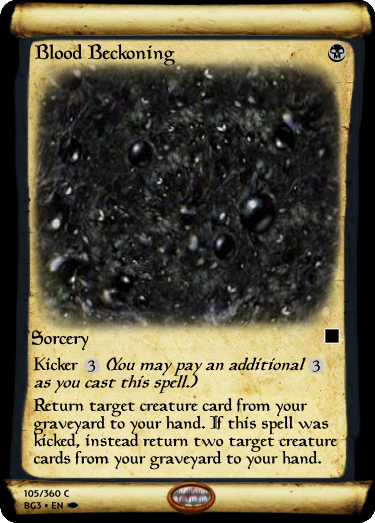 Blood Beckoning
Sorcery
Kicker 3 (You may pay an additional 3
as you cast this spell.)
Return target creature card from your
graveyard to your hand. If this spell was
kicked, instead return two target creature
cards from your graveyard to your hand.
105/360 C
BG3 • EN